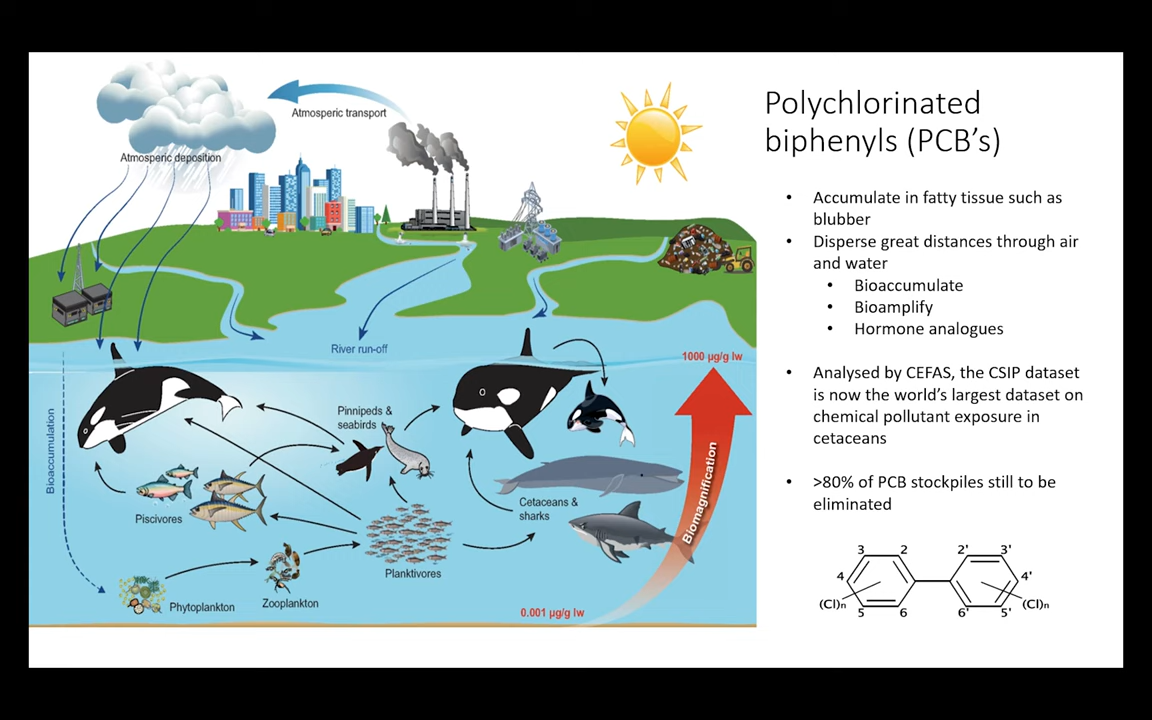 Atmosperic transport
Atmosperic deposition
River run-off
1000 µg/g lw
Bioaccumulation
Pinnipeds &
seabirds
Piscivores
Cetaceans &
sharks
Biomagnification
Planktivores
Phytoplankton
Zooplankton
0.001 µg/g lw
Polychlorinated
biphenyls (PCB’s)
• Accumulate in fatty tissue such as
blubber
• Disperse great distances through air
and water
• Bioaccumulate
• Bioamplify
• Hormone analogues
• Analysed by CEFAS, the CSIP dataset
is now the world’s largest dataset on
chemical pollutant exposure in
cetaceans
• >80% of PCB stockpiles still to be
eliminated
3 2 2' 3'
4 4'
(Cl)n (Cl)n
5 6 6' 5'